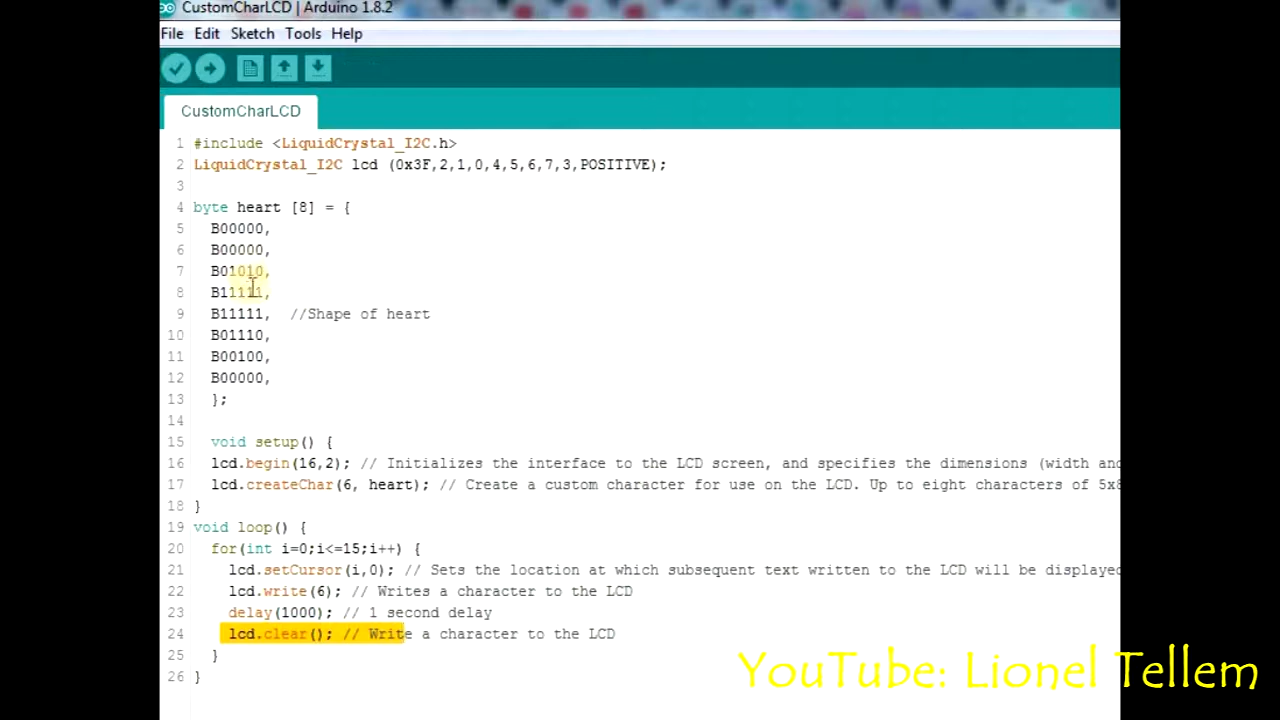 CustomCharLCD | Arduino 1.8.2
File Edit Sketch Tools Help
CustomCharLCD
1 #include <LiquidCrystal_I2C.h>
2 LiquidCrystal_I2C lcd (0x3F,2,1,0,4,5,6,7,3,POSITIVE);
3
4 byte heart [8] = {
5 B00000,
6 B00000,
7 B01010,
8 B11111,
9 B11111, //Shape of heart
10 B01110,
11 B00100,
12 B00000,
13 };
14
15 void setup() {
16 lcd.begin(16,2); // Initializes the interface to the LCD screen, and specifies the dimensions (width and
17 lcd.createChar(6, heart); // Create a custom character for use on the LCD. Up to eight characters of 5x8
18 }
19 void loop() {
20 for(int i=0;i<=15;i++) {
21 lcd.setCursor(i,0); // Sets the location at which subsequent text written to the LCD will be displayed
22 lcd.write(6); // Writes a character to the LCD
23 delay(1000); // 1 second delay
24 lcd.clear(); // Write a character to the LCD
25 }
26 }
YouTube: Lionel Tellem